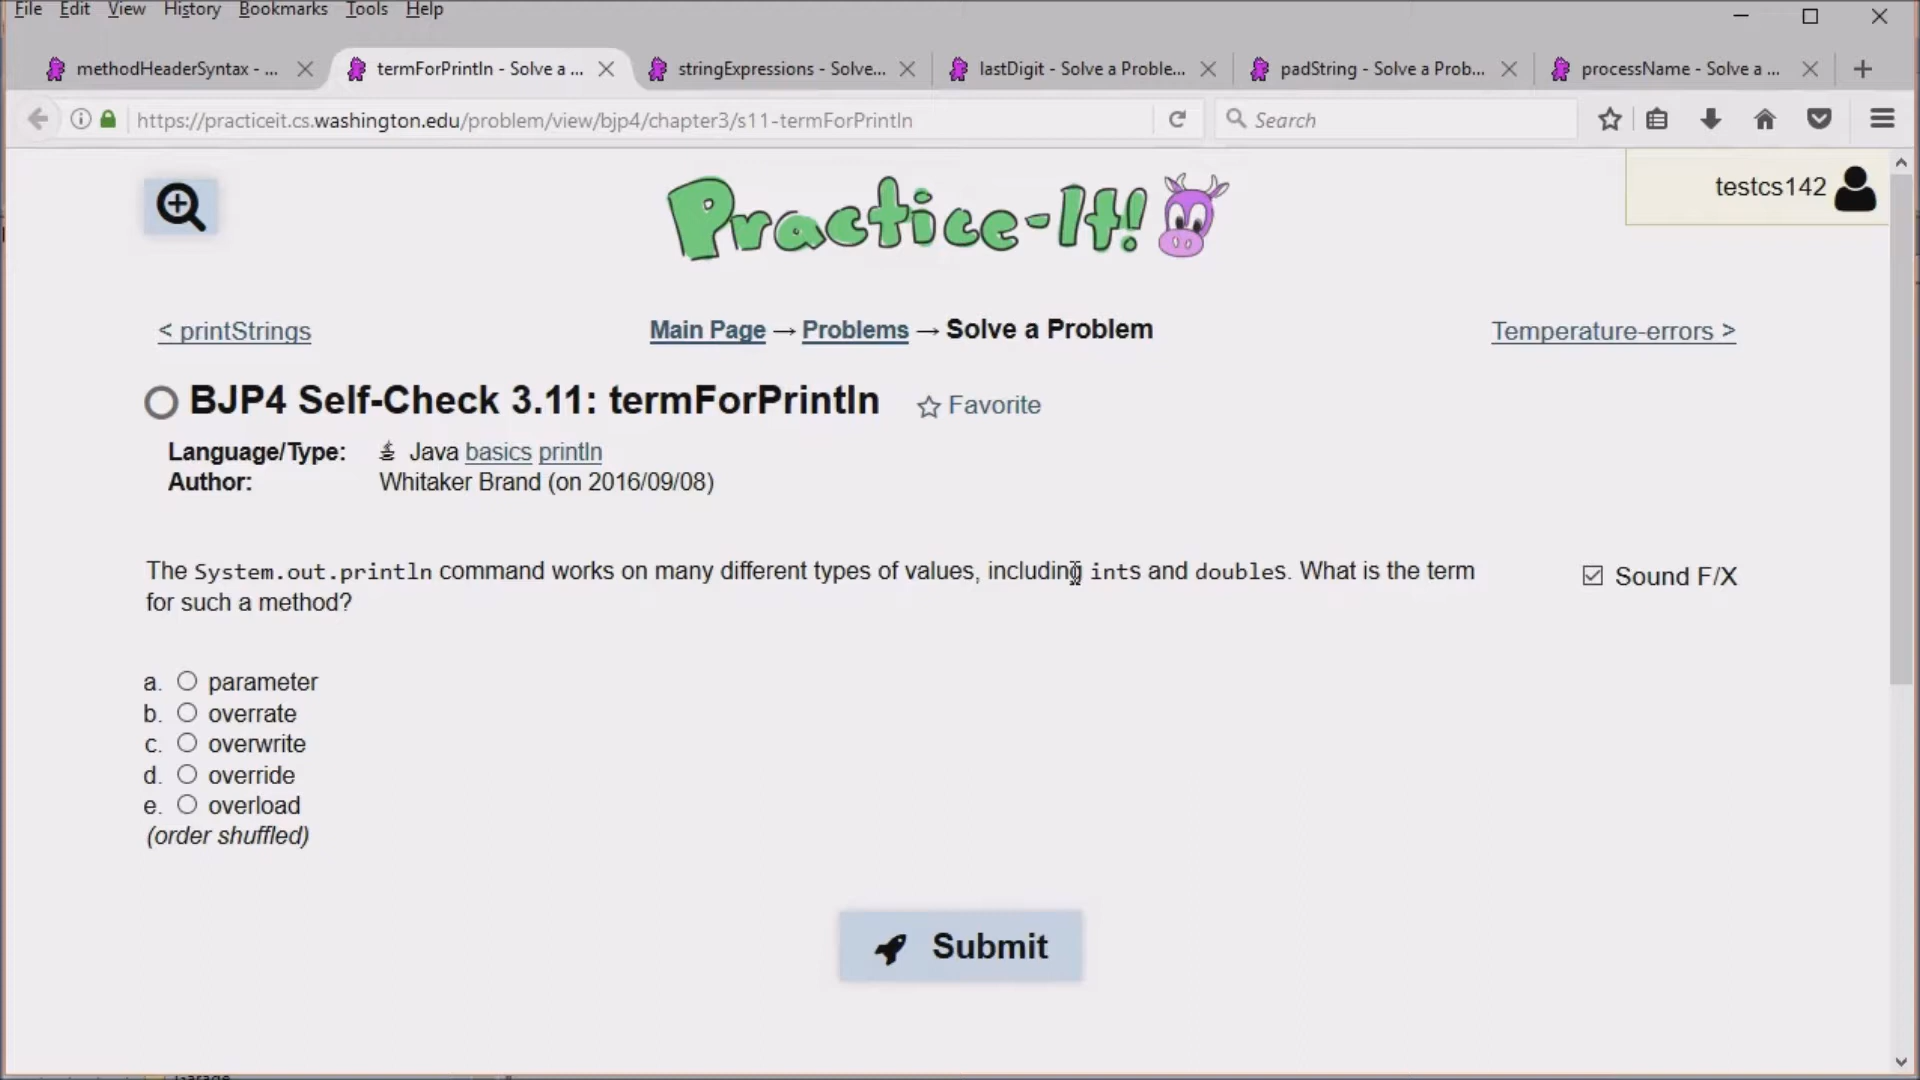 File Edit View History Bookmarks Tools Help
methodHeaderSyntax - ... termForPrintln - Solve a ... stringExpressions - Solve... lastDigit - Solve a Proble... padString - Solve a Prob... processName - Solve a ...
https://practiceit.cs.washington.edu/problem/view/bjp4/chapter3/s11-termForPrintln Search
Practice-It!
testcs142
< printStrings Main Page → Problems → Solve a Problem Temperature-errors >
BJP4 Self-Check 3.11: termForPrintln Favorite
Language/Type: Java basics println
Author: Whitaker Brand (on 2016/09/08)
The System.out.println command works on many different types of values, including ints and doubles. What is the term
for such a method?
Sound F/X
a. parameter
b. overrate
c. overwrite
d. override
e. overload
(order shuffled)
Submit